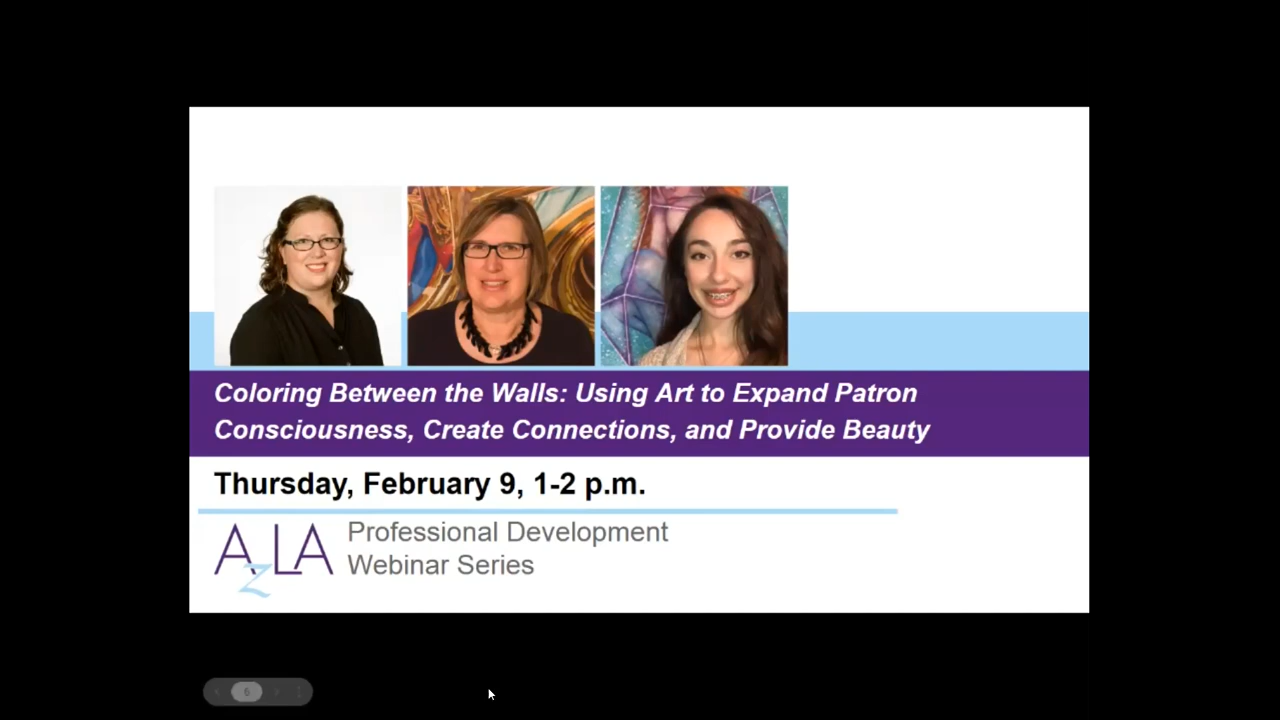 Coloring Between the Walls: Using Art to Expand Patron
Consciousness, Create Connections, and Provide Beauty
Thursday, February 9, 1-2 p.m.
AzLA
Professional Development
Webinar Series
6